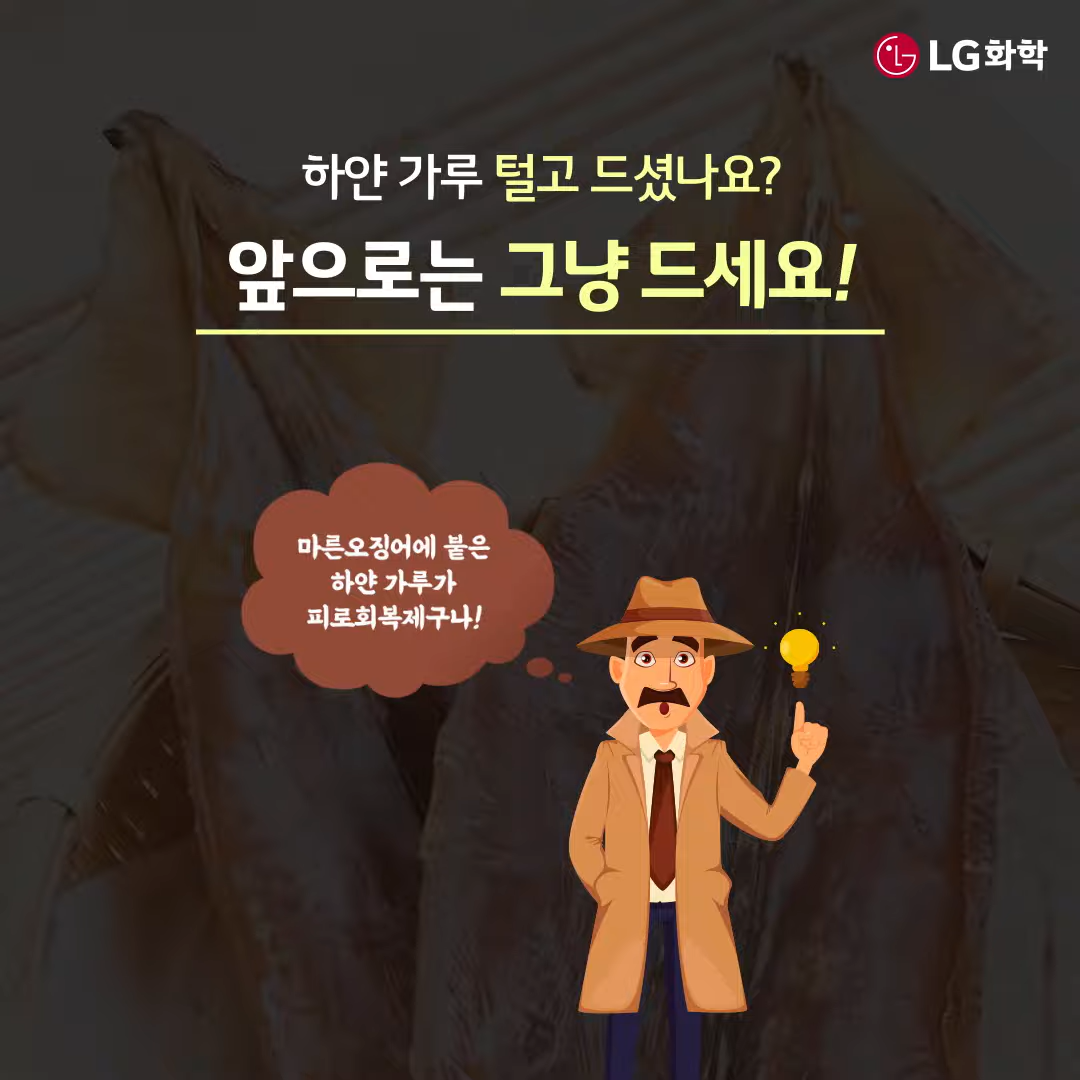 LG화학
하얀 가루 털고 드셨나요?
앞으로는 그냥 드세요!
마른오징어에 붙은
하얀 가루가
피로회복제구나!